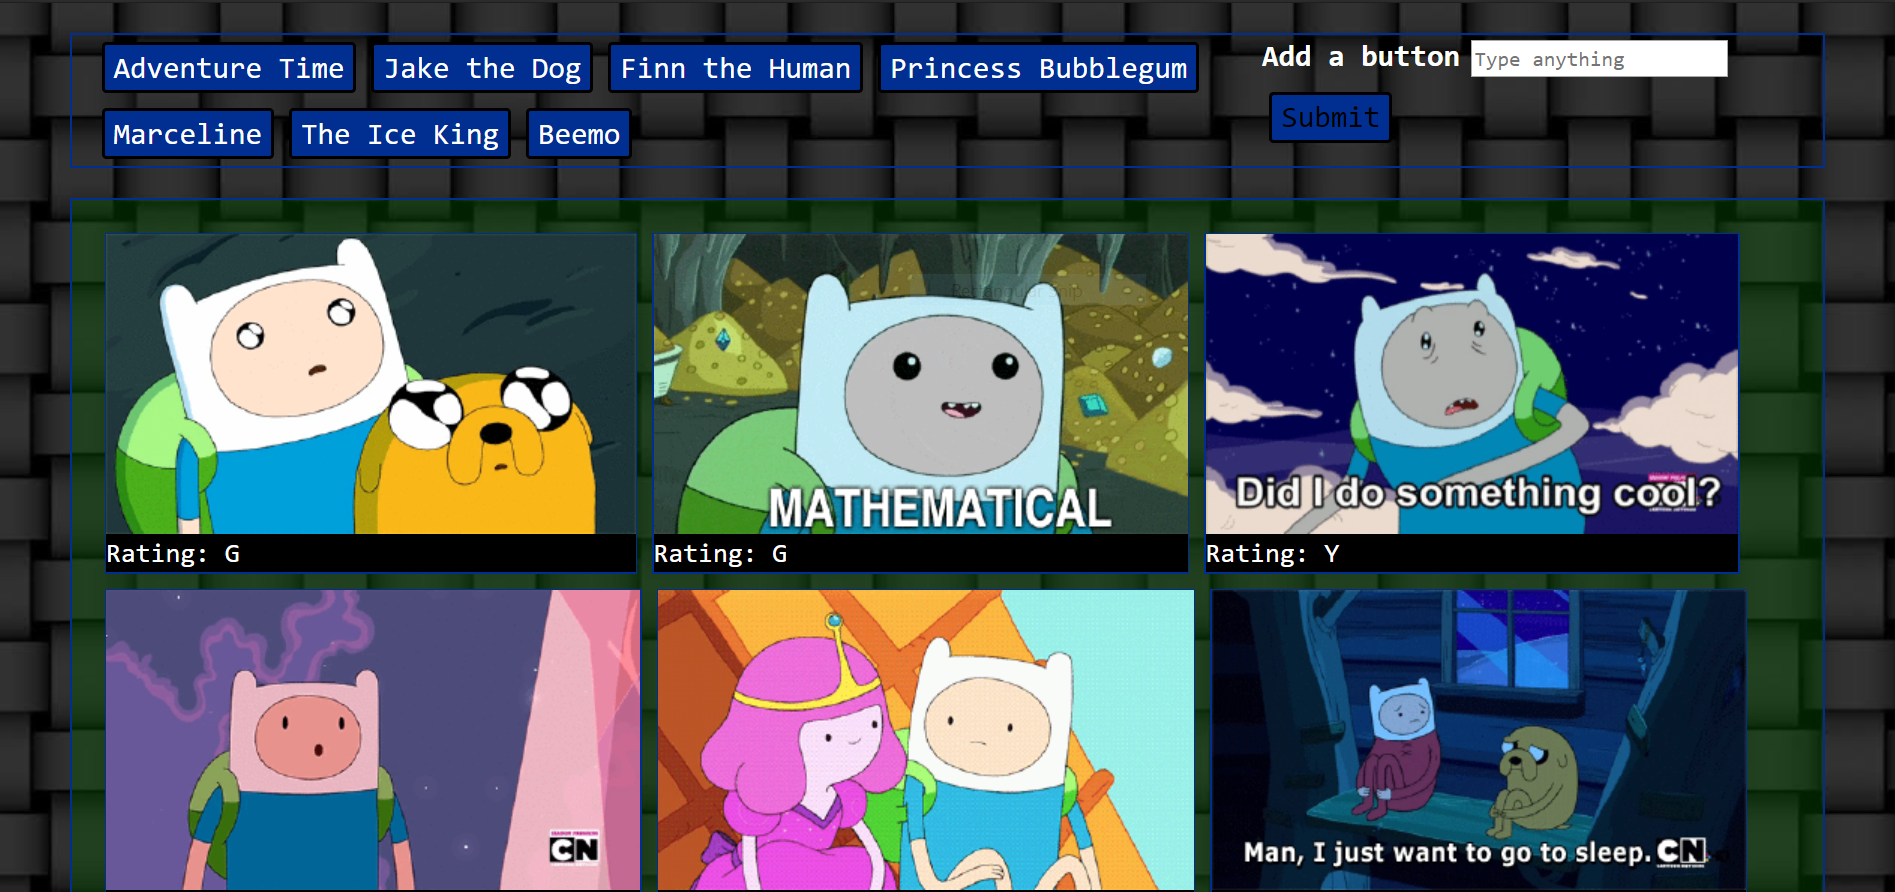 Adventure Time Jake the Dog Finn the Human Princess Bubblegum
Marceline The Ice King Beemo
Add a button Type anything
Submit
MATHEMATICAL
Did I do something cool?
Rating: G
Rating: G
Rating: Y
CN
Man, I just want to go to sleep. CN